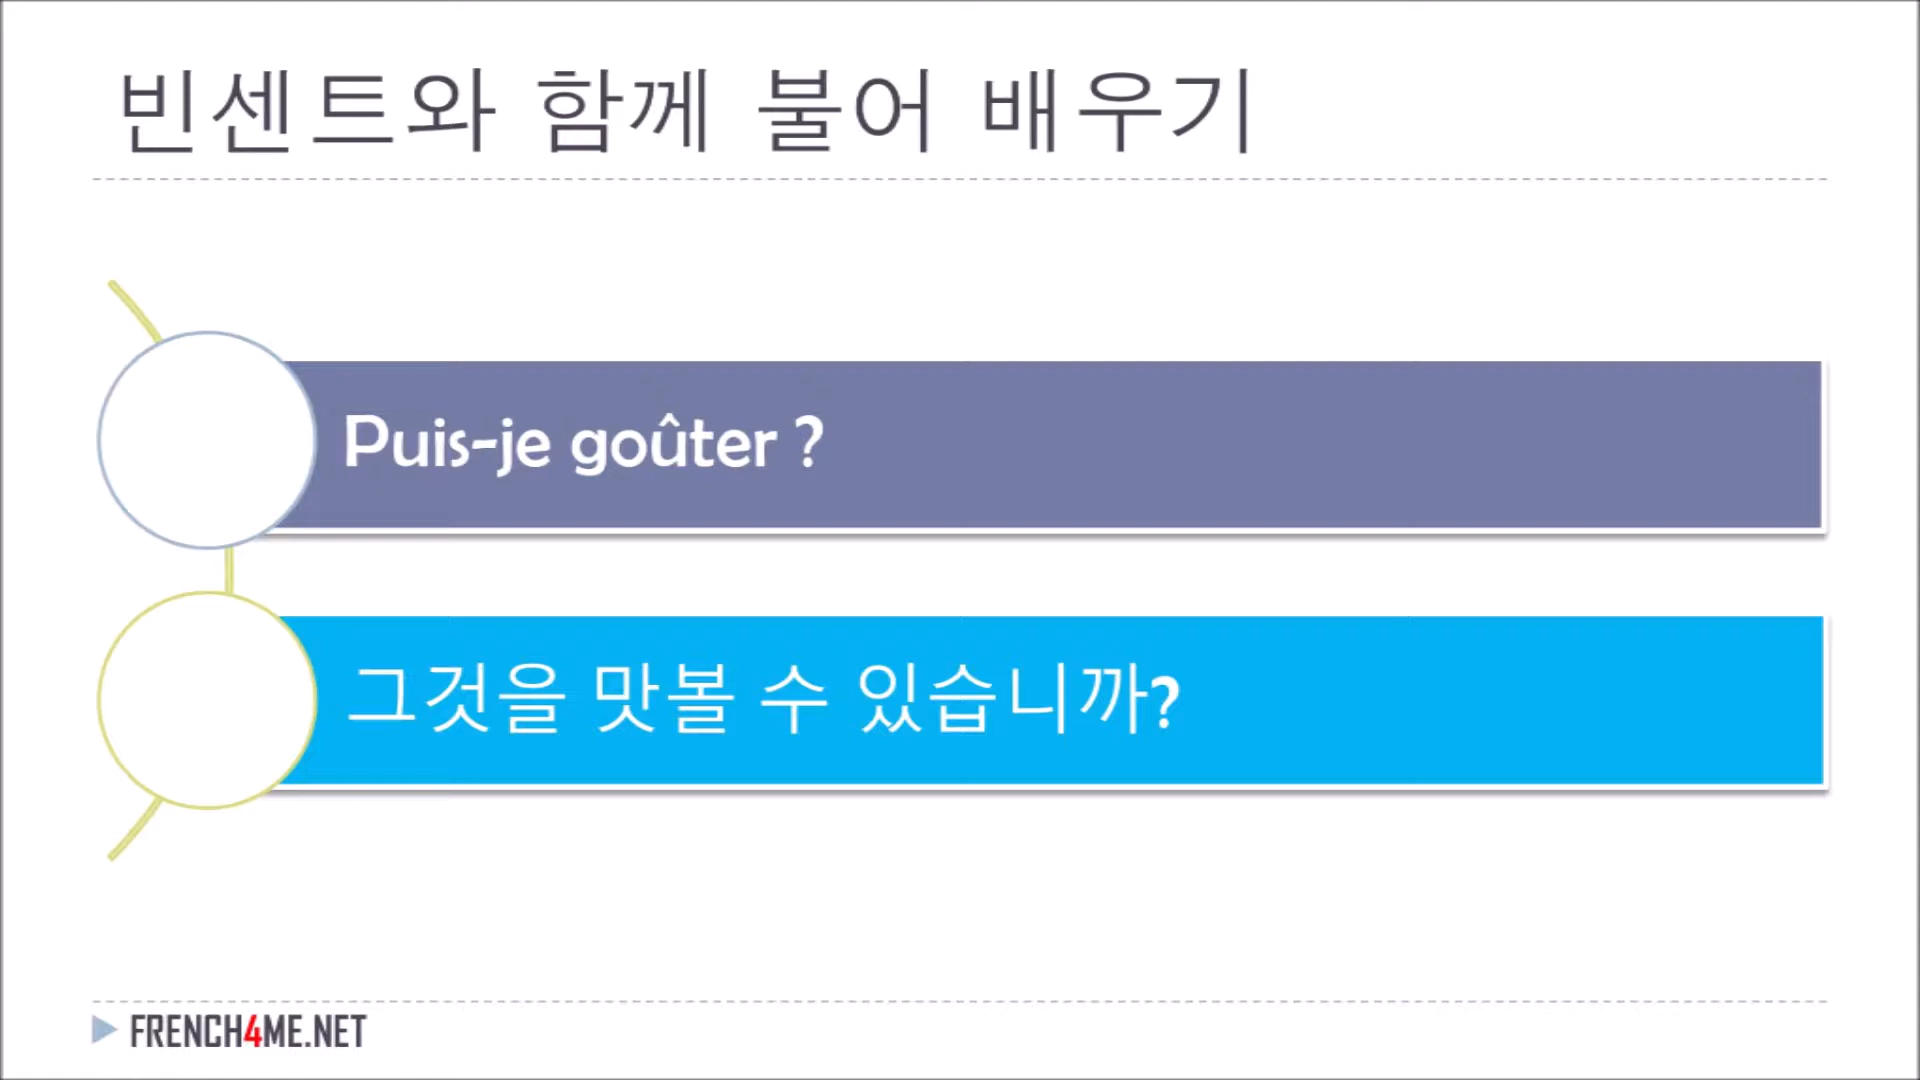 빈센트와 함께 불어 배우기
Puis-je goûter ?
그것을 맛볼 수 있습니까?
FRENCH4ME.NET